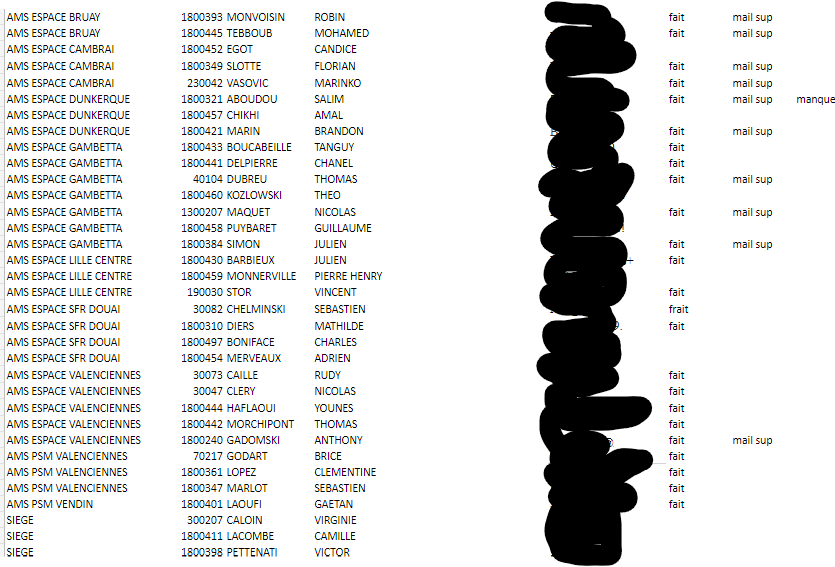 AMS ESPACE BRUAY 1800393 MONVOISIN ROBIN fait mail sup
AMS ESPACE BRUAY 1800445 TEBBOUB MOHAMED fait mail sup
AMS ESPACE CAMBRAI 1800452 EGOT CANDICE
AMS ESPACE CAMBRAI 1800349 SLOTTE FLORIAN fait mail sup
AMS ESPACE CAMBRAI 230042 VASOVIC MARINKO fait mail sup
AMS ESPACE DUNKERQUE 1800321 ABOUDOU SALIM fait mail sup manque
AMS ESPACE DUNKERQUE 1800457 CHIKHI AMAL
AMS ESPACE DUNKERQUE 1800421 MARIN BRANDON fait mail sup
AMS ESPACE GAMBETTA 1800433 BOUCABEILLE TANGUY fait
AMS ESPACE GAMBETTA 1800441 DELPIERRE CHANEL fait
AMS ESPACE GAMBETTA 40104 DUBREU THOMAS fait mail sup
AMS ESPACE GAMBETTA 1800460 KOZLOWSKI THEO
AMS ESPACE GAMBETTA 1300207 MAQUET NICOLAS fait mail sup
AMS ESPACE GAMBETTA 1800458 PUYBARET GUILLAUME
AMS ESPACE GAMBETTA 1800384 SIMON JULIEN fait mail sup
AMS ESPACE LILLE CENTRE 1800430 BARBIEUX JULIEN fait
AMS ESPACE LILLE CENTRE 1800459 MONNERVILLE PIERRE HENRY
AMS ESPACE LILLE CENTRE 190030 STOR VINCENT fait
AMS ESPACE SFR DOUAI 30082 CHELMINSKI SEBASTIEN frait
AMS ESPACE SFR DOUAI 1800310 DIERS MATHILDE fait
AMS ESPACE SFR DOUAI 1800497 BONIFACE CHARLES
AMS ESPACE SFR DOUAI 1800454 MERVEAUX ADRIEN
AMS ESPACE VALENCIENNES 30073 CAILLE RUDY fait
AMS ESPACE VALENCIENNES 30047 CLERY NICOLAS fait
AMS ESPACE VALENCIENNES 1800444 HAFLAOUI YOUNES fait
AMS ESPACE VALENCIENNES 1800442 MORCHIPONT THOMAS fait
AMS ESPACE VALENCIENNES 1800240 GADOMSKI ANTHONY fait mail sup
AMS PSM VALENCIENNES 70217 GODART BRICE fait
AMS PSM VALENCIENNES 1800361 LOPEZ CLEMENTINE fait
AMS PSM VALENCIENNES 1800347 MARLOT SEBASTIEN fait
AMS PSM VENDIN 1800401 LAOUFI GAETAN fait
SIEGE 300207 CALOIN VIRGINIE
SIEGE 1800411 LACOMBE CAMILLE
SIEGE 1800398 PETTENATI VICTOR